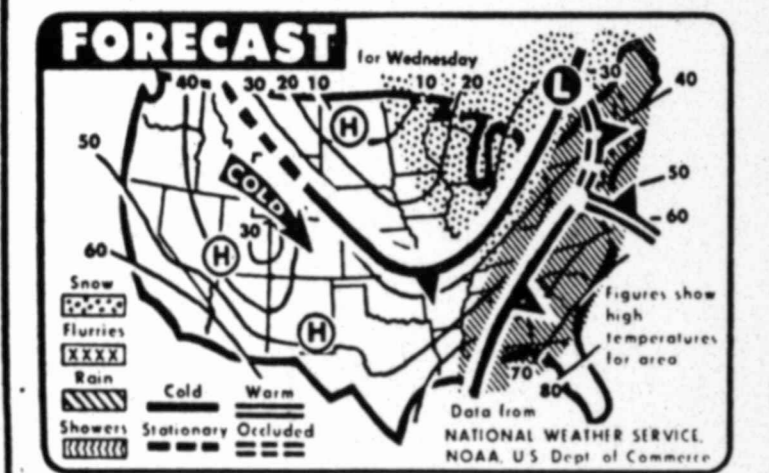 FORECAST
for Wednesday
40 30 20 10 10 20 30
40
50
50
60
60
30
70
80
COLD
H
H
H
L
Snow
Flurries
XXXX
Rain
Showers
Cold Warm
Stationary Occluded
Figures show
high
temperatures
for area
Data from
NATIONAL WEATHER SERVICE,
NOAA, U.S. Dept. of Commerce